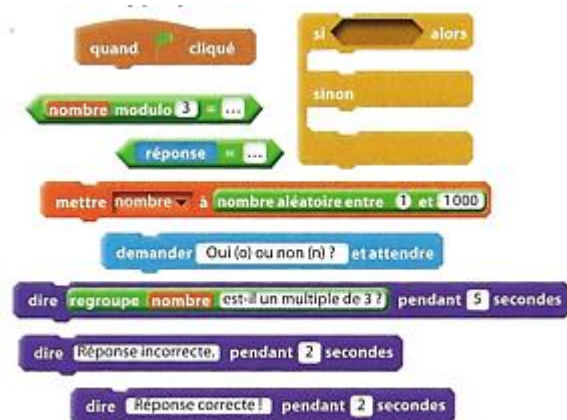 quand cliqué
si alors
nombre modulo 3 = ...
sinon
réponse = ...
mettre nombre à nombre aléatoire entre 1 et 1000
demander Oui (o) ou non (n) ? et attendre
dire regroupe nombre est-il un multiple de 3 ? pendant 5 secondes
dire Réponse incorrecte. pendant 2 secondes
dire Réponse correcte ! pendant 2 secondes